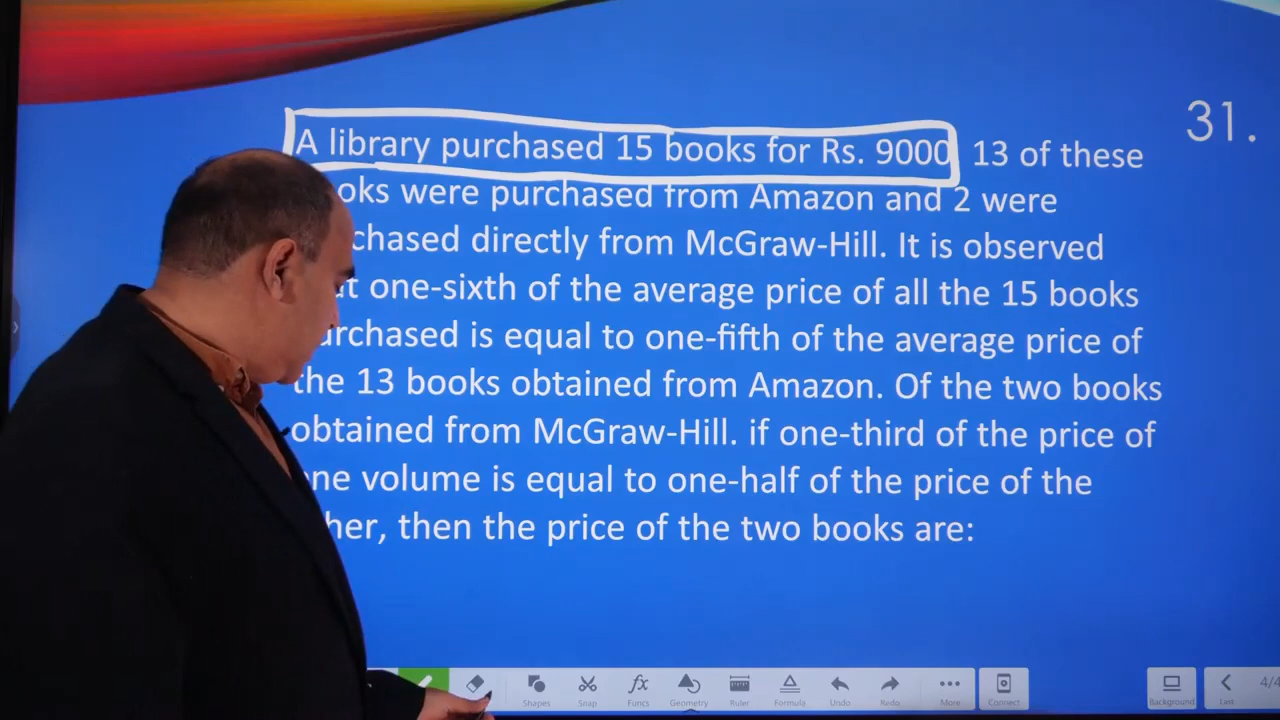 31.
A library purchased 15 books for Rs. 9000 13 of these
oks were purchased from Amazon and 2 were
chased directly from McGraw-Hill. It is observed
t one-sixth of the average price of all the 15 books
rchased is equal to one-fifth of the average price of
the 13 books obtained from Amazon. Of the two books
obtained from McGraw-Hill. if one-third of the price of
ne volume is equal to one-half of the price of the
her, then the price of the two books are:
Shapes Snap fx Funcs Geometry Ruler Formula Undo Redo More Connect Background Last 4/4